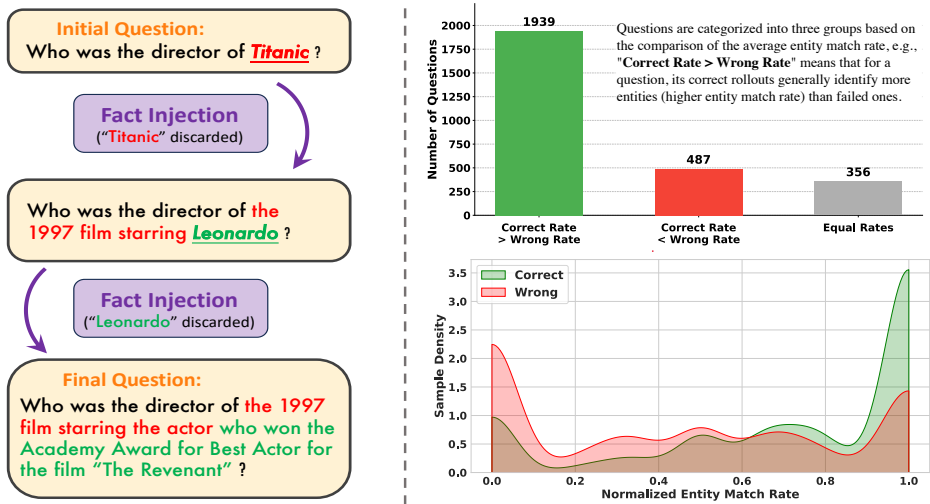 Initial Question:
Who was the director of Titanic ?
Fact Injection
("Titanic" discarded)
Who was the director of the
1997 film starring Leonardo ?
Fact Injection
("Leonardo" discarded)
Final Question:
Who was the director of the 1997
film starring the actor who won the
Academy Award for Best Actor for
the film "The Revenant" ?
Number of Questions
2000
1750
1500
1250
1000
750
500
250
0
1939
487
356
Questions are categorized into three groups based on
the comparison of the average entity match rate, e.g.,
"Correct Rate > Wrong Rate" means that for a
question, its correct rollouts generally identify more
entities (higher entity match rate) than failed ones.
Correct Rate
> Wrong Rate
Correct Rate
< Wrong Rate
Equal Rates
Sample Density
3.5
3.0
2.5
2.0
1.5
1.0
0.5
0.0
Correct
Wrong
0.0 0.2 0.4 0.6 0.8 1.0
Normalized Entity Match Rate